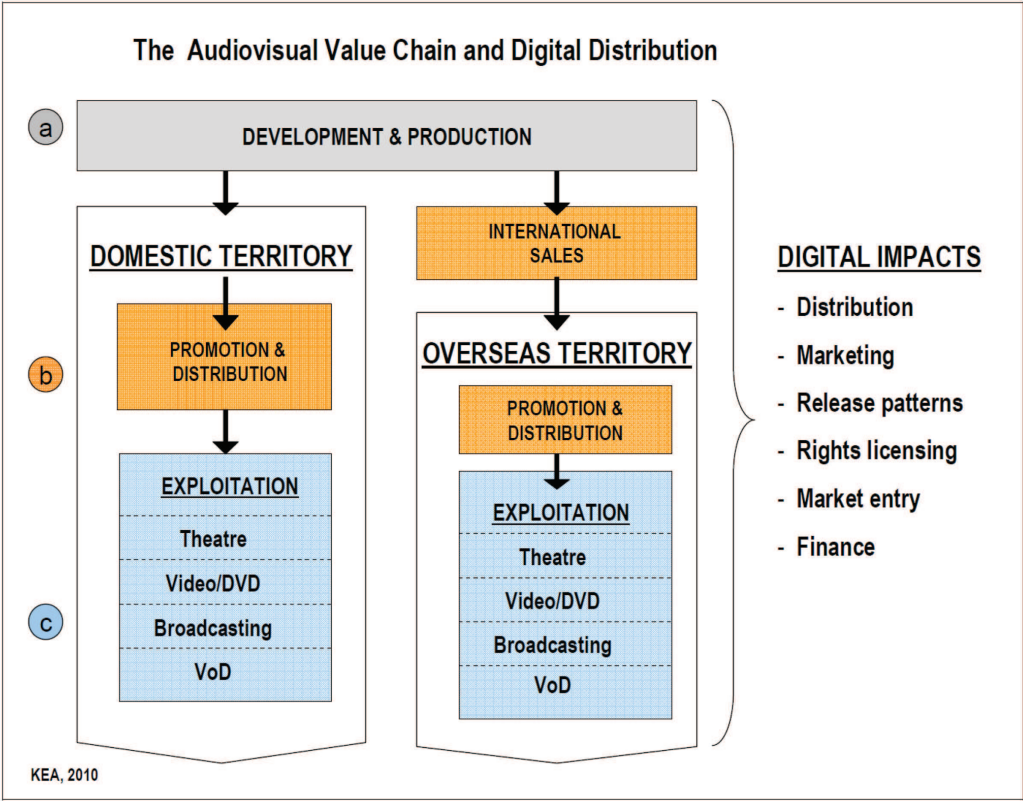 The Audiovisual Value Chain and Digital Distribution
a
DEVELOPMENT & PRODUCTION
DOMESTIC TERRITORY
b
PROMOTION &
DISTRIBUTION
c
EXPLOITATION
Theatre
Video/DVD
Broadcasting
VoD
INTERNATIONAL
SALES
OVERSEAS TERRITORY
PROMOTION &
DISTRIBUTION
EXPLOITATION
Theatre
Video/DVD
Broadcasting
VoD
DIGITAL IMPACTS
- Distribution
- Marketing
- Release patterns
- Rights licensing
- Market entry
- Finance
KEA, 2010